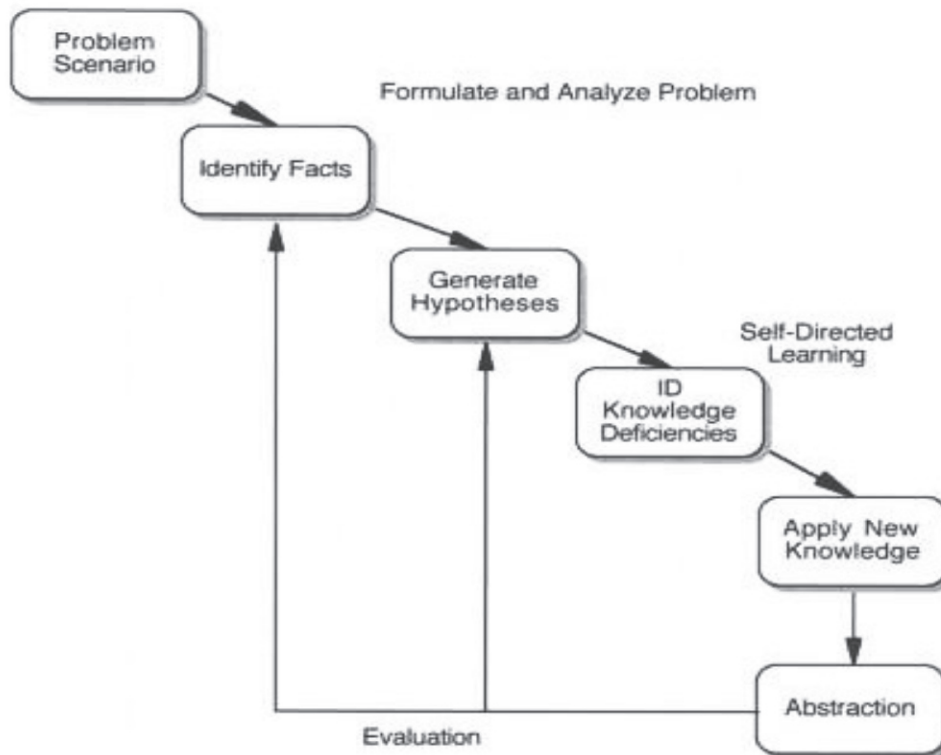 Problem
Scenario
Formulate and Analyze Problem
Identify Facts
Generate
Hypotheses
Self-Directed
Learning
ID
Knowledge
Deficiencies
Apply New
Knowledge
Abstraction
Evaluation